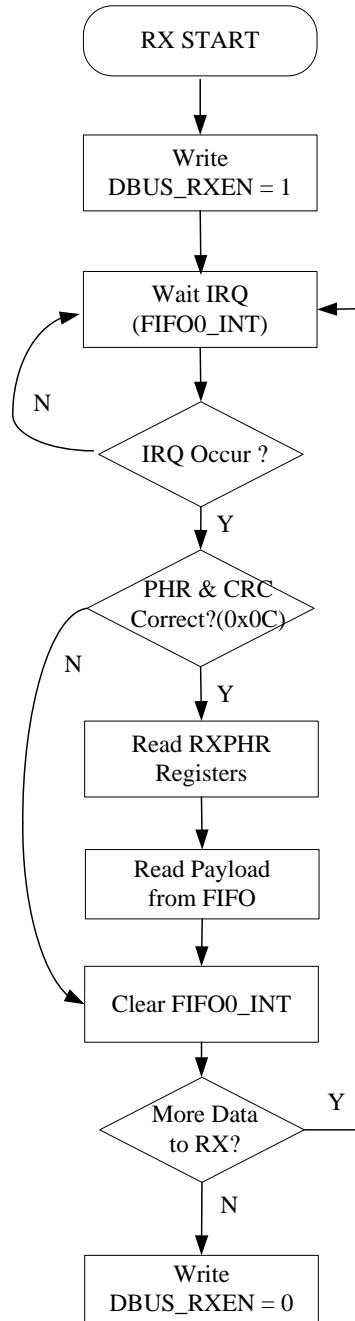 RX START
Write
DBUS_RXEN = 1
Wait IRQ
(FIFO0_INT)
N
IRQ Occur ?
Y
PHR & CRC
Correct?(0x0C)
N
Y
Read RXPHR
Registers
Read Payload
from FIFO
Clear FIFO0_INT
More Data
to RX?
Y
N
Write
DBUS_RXEN = 0